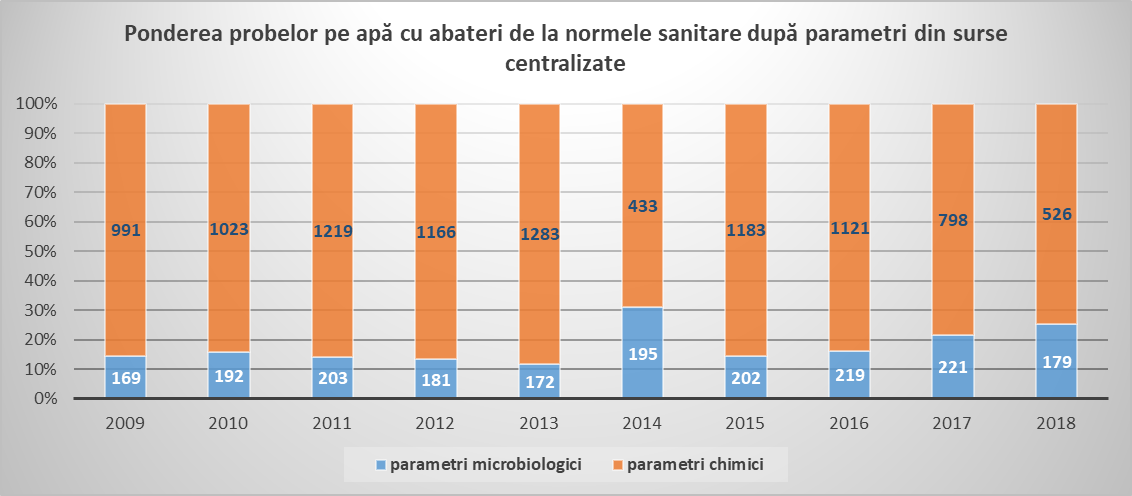 Ponderea probelor pe apă cu abateri de la normele sanitare după parametri din surse
centralizate
100%
90%
80%
70%
60%
50%
40%
30%
20%
10%
0%
991 1023 1219 1166 1283 433 1183 1121 798 526
169 192 203 181 172 195 202 219 221 179
2009 2010 2011 2012 2013 2014 2015 2016 2017 2018
parametri microbiologici parametri chimici